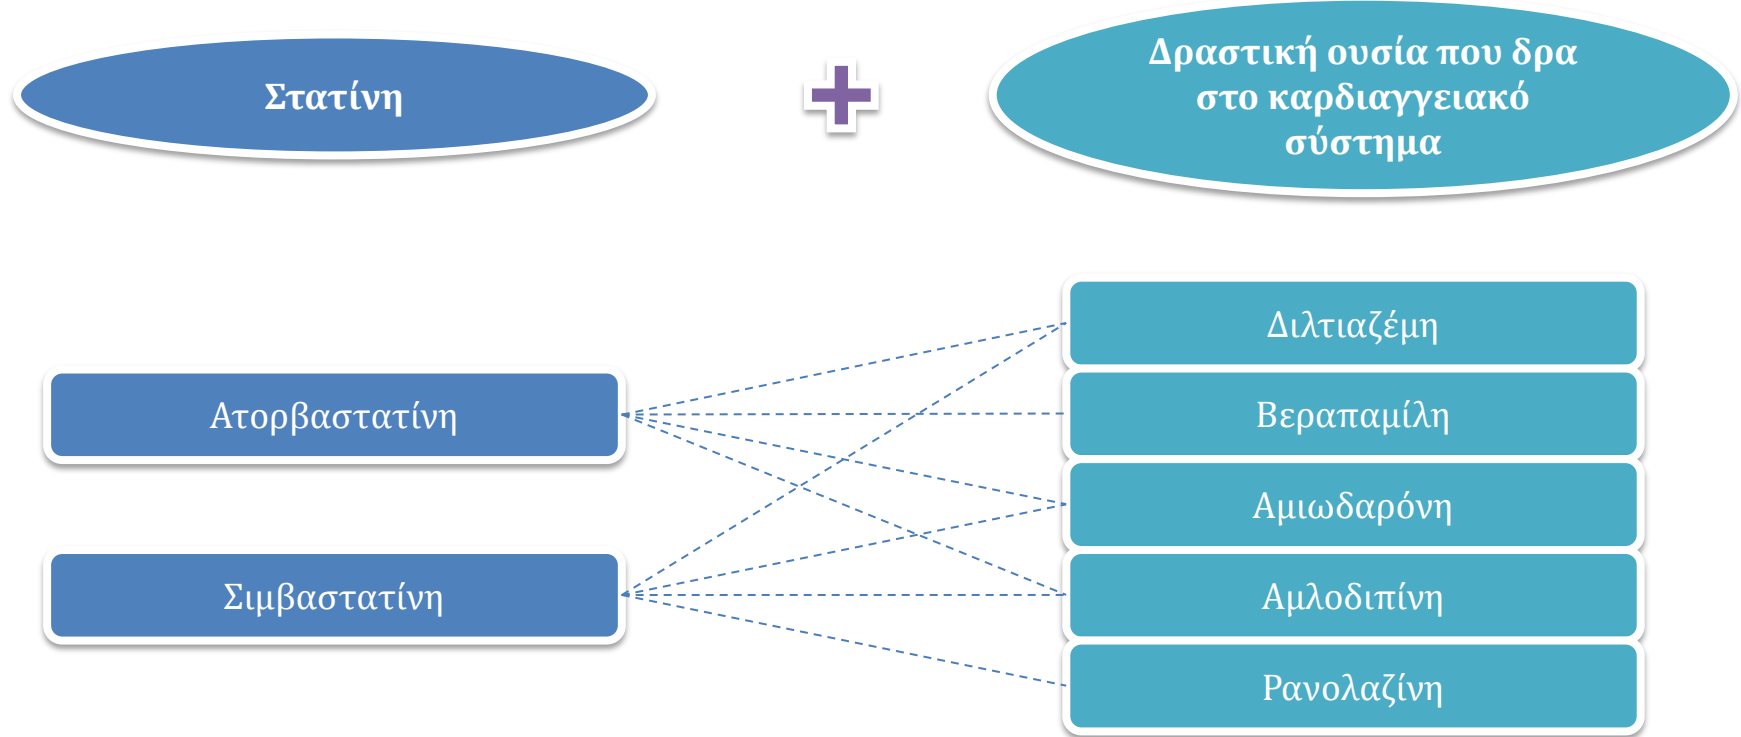 Στατίνη
Δραστική ουσία που δρα
στο καρδιαγγειακό
σύστημα
Διλτιαζέμη
Ατορβαστατίνη
Βεραπαμίλη
Αμιωδαρόνη
Σιμβαστατίνη
Αμλοδιπίνη
Ρανολαζίνη